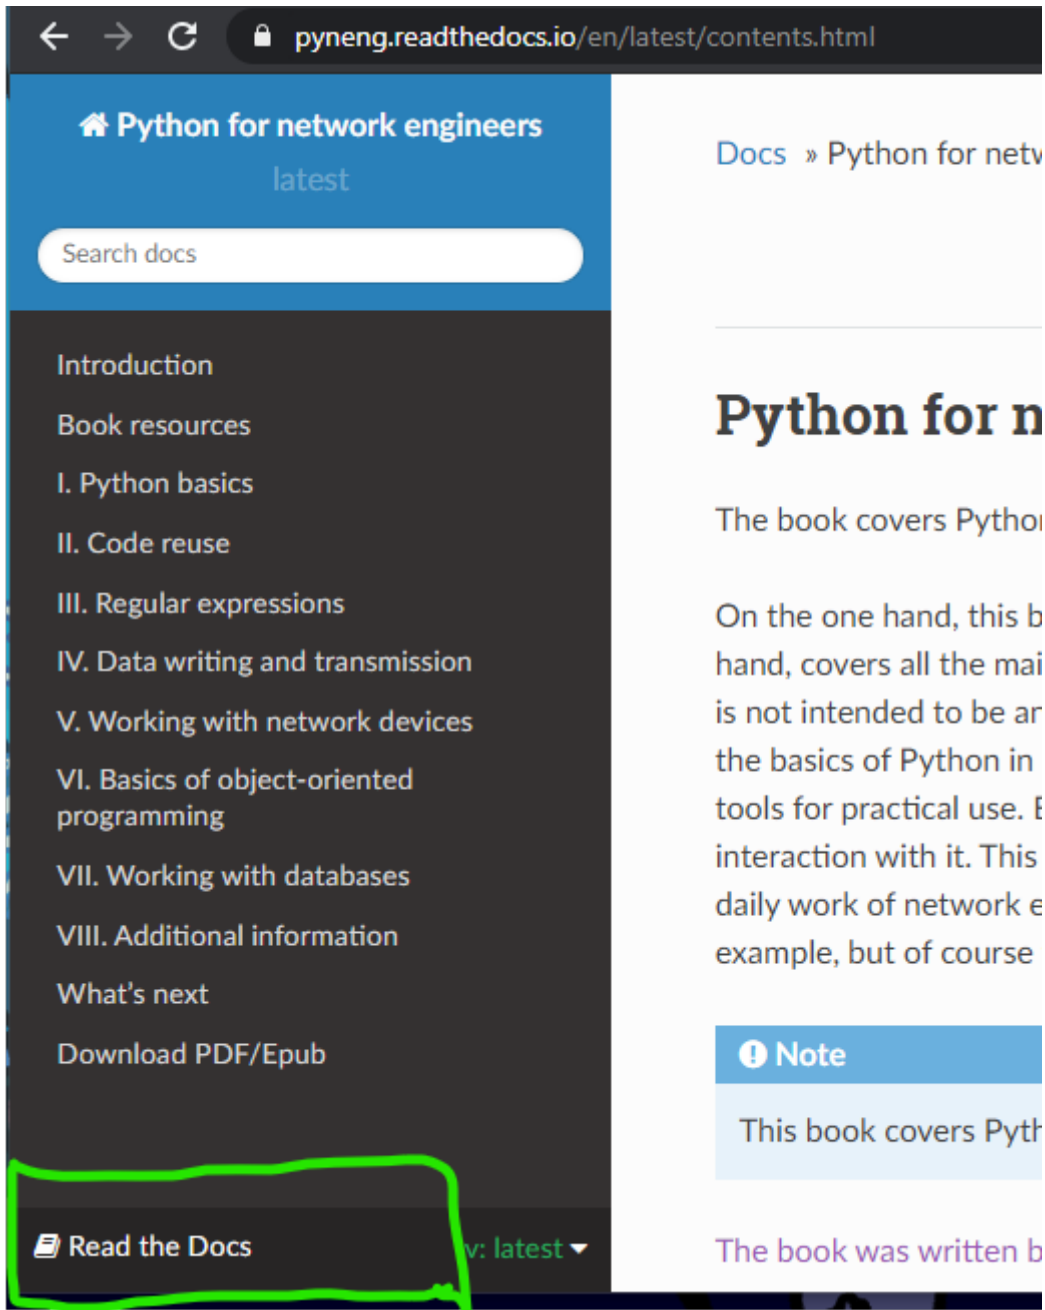 pyneng.readthedocs.io/en/latest/contents.html
Python for network engineers
latest
Search docs
Introduction
Book resources
I. Python basics
II. Code reuse
III. Regular expressions
IV. Data writing and transmission
V. Working with network devices
VI. Basics of object-oriented
programming
VII. Working with databases
VIII. Additional information
What's next
Download PDF/Epub
Read the Docs
v: latest
Docs » Python for
Python for
The book covers
On the one hand, this
hand, covers all the
is not intended to be
the basics of Python in
tools for practical use.
interaction with it. This
daily work of network
example, but of course
Note
This book covers
The book was written